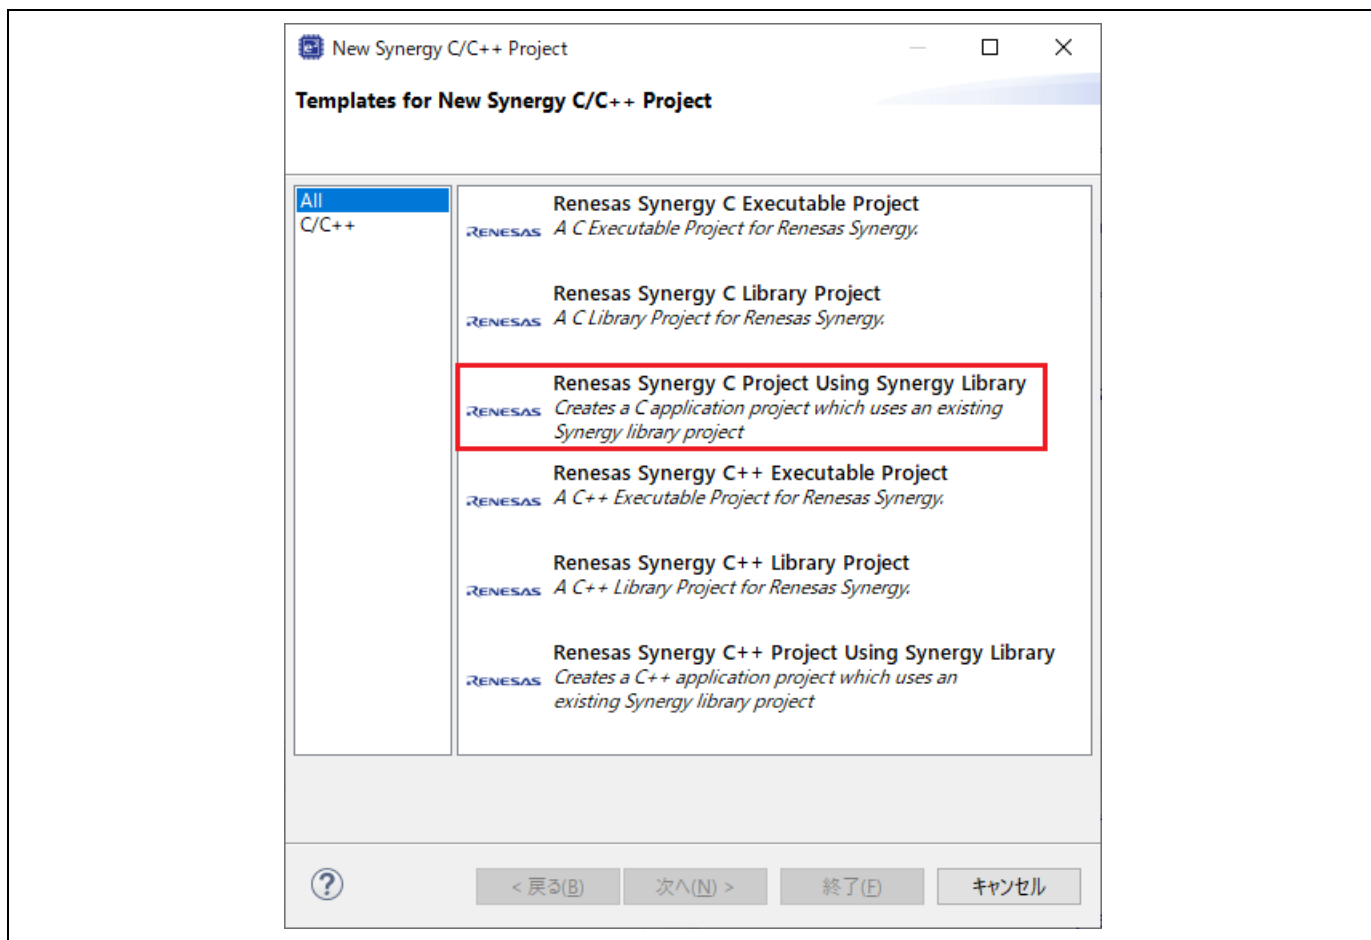 New Synergy C/C++ Project
Templates for New Synergy C/C++ Project
All
C/C++
Renesas Synergy C Executable Project
RENESAS A C Executable Project for Renesas Synergy.
Renesas Synergy C Library Project
RENESAS A C Library Project for Renesas Synergy.
Renesas Synergy C Project Using Synergy Library
RENESAS Creates a C application project which uses an existing
Synergy library project
Renesas Synergy C++ Executable Project
RENESAS A C++ Executable Project for Renesas Synergy.
Renesas Synergy C++ Library Project
RENESAS A C++ Library Project for Renesas Synergy.
Renesas Synergy C++ Project Using Synergy Library
RENESAS Creates a C++ application project which uses an
existing Synergy library project
< 戻る(B) 次へ(N) > 終了(F) キャンセル